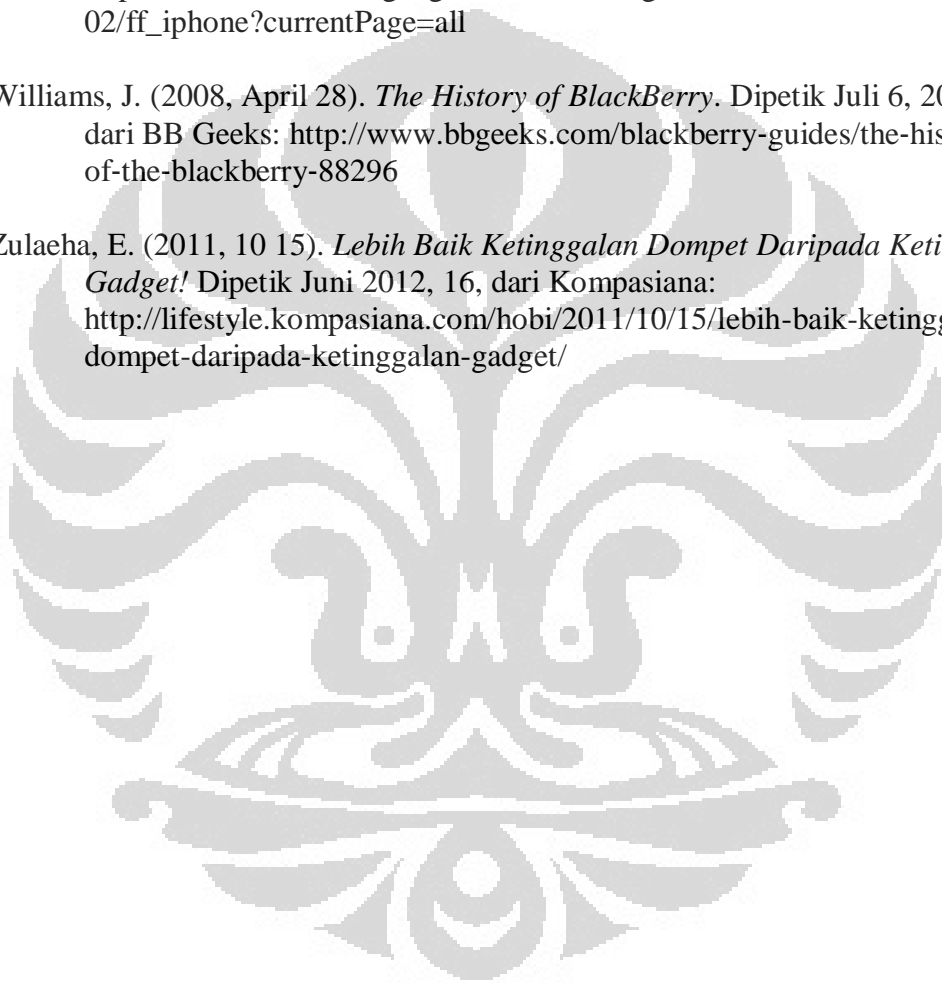 02/ff_iphone?currentPage=all
Williams, J. (2008, April 28). The History of BlackBerry. Dipetik Juli 6, 20
dari BB Geeks: http://www.bbgeeks.com/blackberry-guides/the-his
of-the-blackberry-88296
Zulaeha, E. (2011, 10 15). Lebih Baik Ketinggalan Dompet Daripada Keti
Gadget! Dipetik Juni 2012, 16, dari Kompasiana:
http://lifestyle.kompasiana.com/hobi/2011/10/15/lebih-baik-ketingg
dompet-daripada-ketinggalan-gadget/